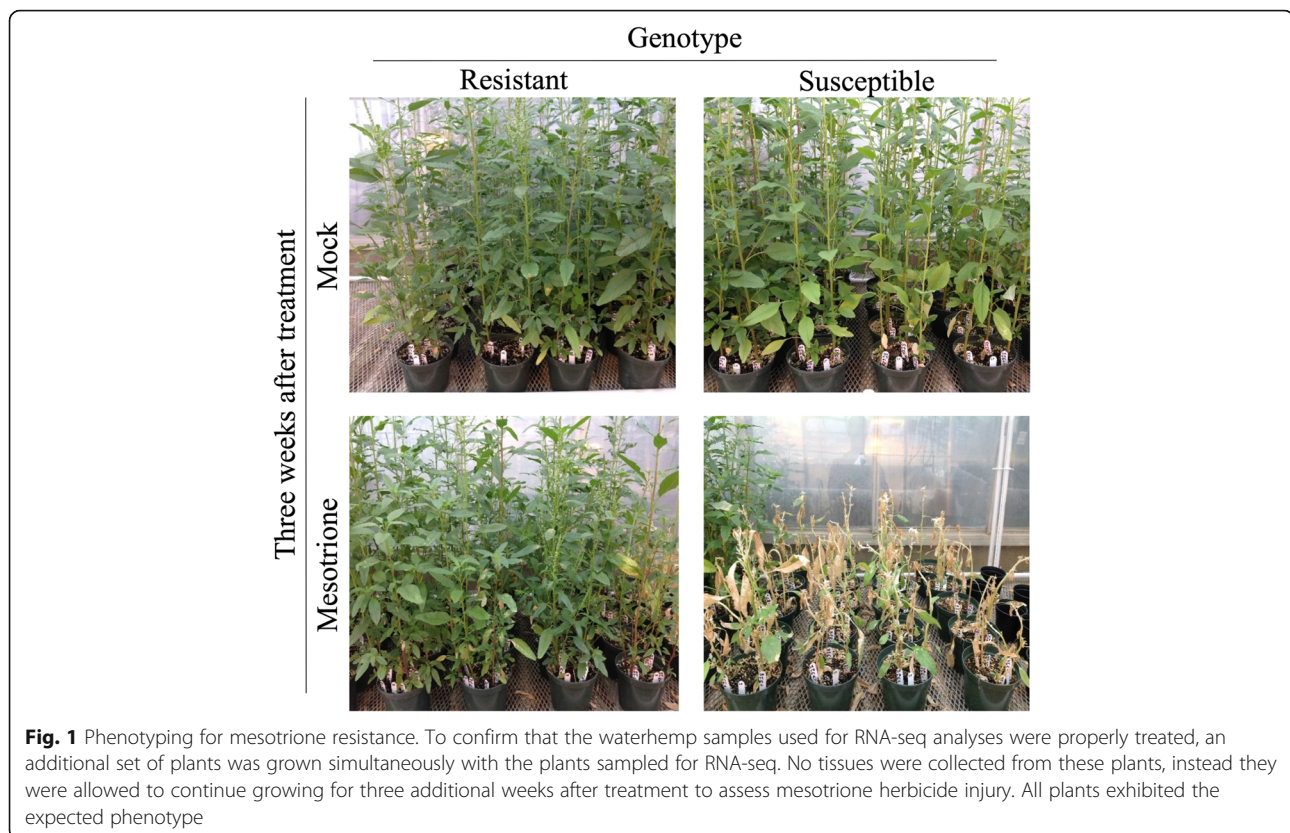 Genotype
Resistant
Susceptible
Three weeks after treatment
Mock
Mesotrione
Fig. 1 Phenotyping for mesotrione resistance. To confirm that the waterhemp samples used for RNA-seq analyses were properly treated, an
additional set of plants was grown simultaneously with the plants sampled for RNA-seq. No tissues were collected from these plants, instead they
were allowed to continue growing for three additional weeks after treatment to assess mesotrione herbicide injury. All plants exhibited the
expected phenotype